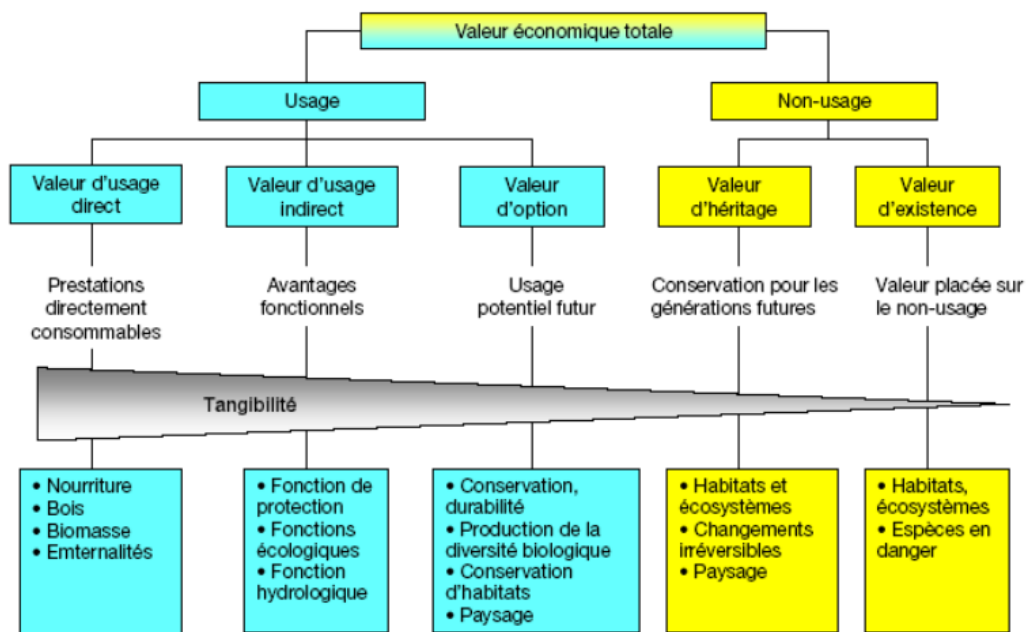 Valeur économique totale
Usage
Non-usage
Valeur d'usage
direct
Valeur d'usage
indirect
Valeur
d'option
Valeur
d'héritage
Valeur
d'existence
Prestations
directement
consommables
Avantages
fonctionnels
Usage
potentiel futur
Conservation pour les
générations futures
Valeur placée sur
le non-usage
Tangibilité
• Nourriture
• Bois
• Biomasse
• Emternalités
• Fonction de
protection
• Fonctions
écologiques
• Fonction
hydrologique
• Conservation,
durabilité
• Production de la
diversité biologique
• Conservation
d'habitats
• Paysage
• Habitats et
écosystèmes
• Changements
irréversibles
• Paysage
• Habitats,
écosystèmes
• Espèces en
danger